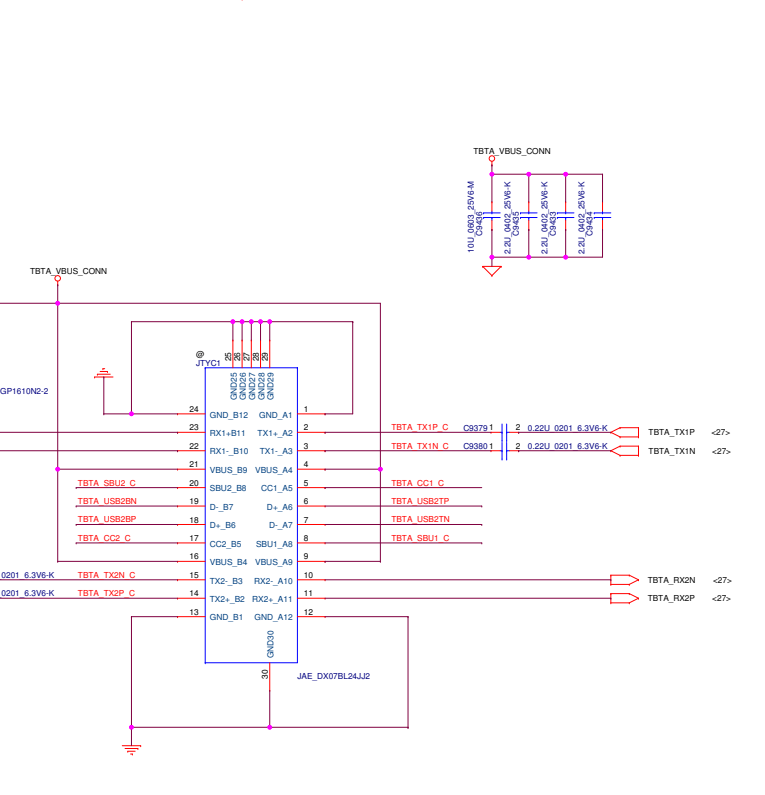 TBTA_VBUS_CONN
10U_0603_25V6-M
C9436
2.2U_0402_25V6-K
C9435
2.2U_0402_25V6-K
C9433
2.2U_0402_25V6-K
C9434
TBTA_VBUS_CONN
@
JTYC1
GP1610N2-2
25
26
27
28
29
GND25
GND26
GND27
GND28
GND29
24 GND_B12 GND_A1 1
23 RX1+B11 TX1+_A2 2 TBTA_TX1P_C C9379 1 2 0.22U_0201_6.3V6-K TBTA_TX1P <27>
22 RX1-_B10 TX1-_A3 3 TBTA_TX1N_C C9380 1 2 0.22U_0201_6.3V6-K TBTA_TX1N <27>
21 VBUS_B9 VBUS_A4 4
TBTA_SBU2_C 20 SBU2_B8 CC1_A5 5 TBTA_CC1_C
TBTA_USB2BN 19 D-_B7 D+_A6 6 TBTA_USB2TP
TBTA_USB2BP 18 D+_B6 D-_A7 7 TBTA_USB2TN
TBTA_CC2_C 17 CC2_B5 SBU1_A8 8 TBTA_SBU1_C
16 VBUS_B4 VBUS_A9 9
0201_6.3V6-K TBTA_TX2N_C 15 TX2-_B3 RX2-_A10 10 TBTA_RX2N <27>
0201_6.3V6-K TBTA_TX2P_C 14 TX2+_B2 RX2+_A11 11 TBTA_RX2P <27>
13 GND_B1 GND_A12 12
GND30
30
JAE_DX07BL24JJ2